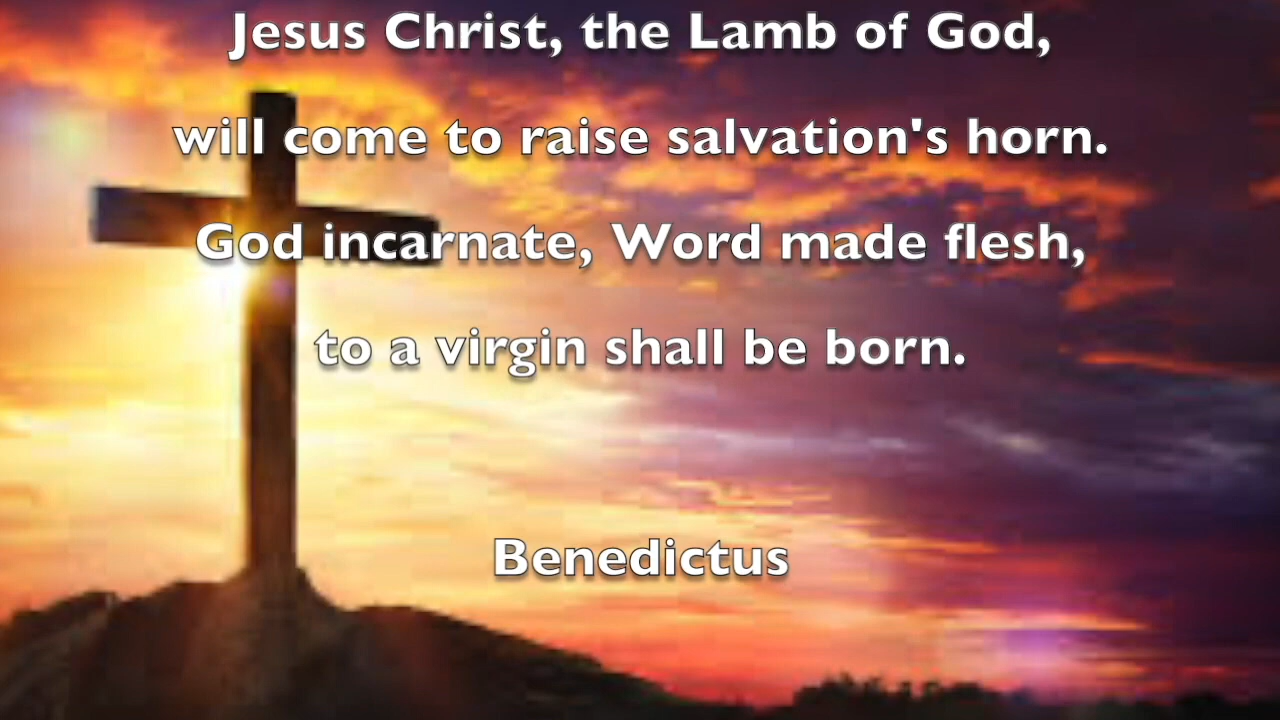 Jesus Christ, the Lamb of God,
will come to raise salvation's horn.
God incarnate, Word made flesh,
to a virgin shall be born.
Benedictus